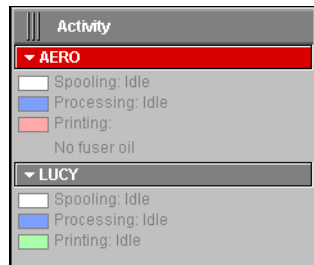 Activity
AERO
Spooling: Idle
Processing: Idle
Printing:
No fuser oil
LUCY
Spooling: Idle
Processing: Idle
Printing: Idle